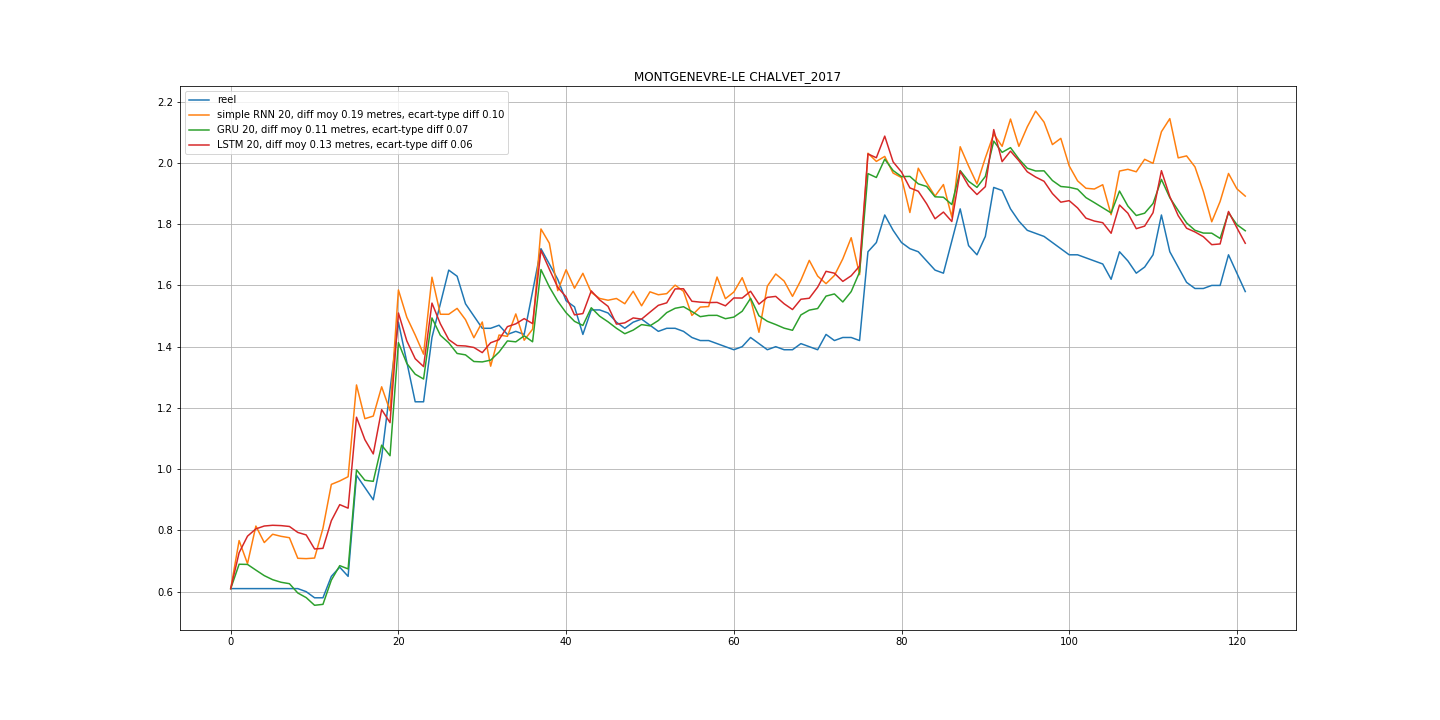 MONTGENEVRE-LE CHALVET_2017
reel
simple RNN 20, diff moy 0.19 metres, ecart-type diff 0.10
GRU 20, diff moy 0.11 metres, ecart-type diff 0.07
LSTM 20, diff moy 0.13 metres, ecart-type diff 0.06
2.2
2.0
1.8
1.6
1.4
1.2
1.0
0.8
0.6
0 20 40 60 80 100 120